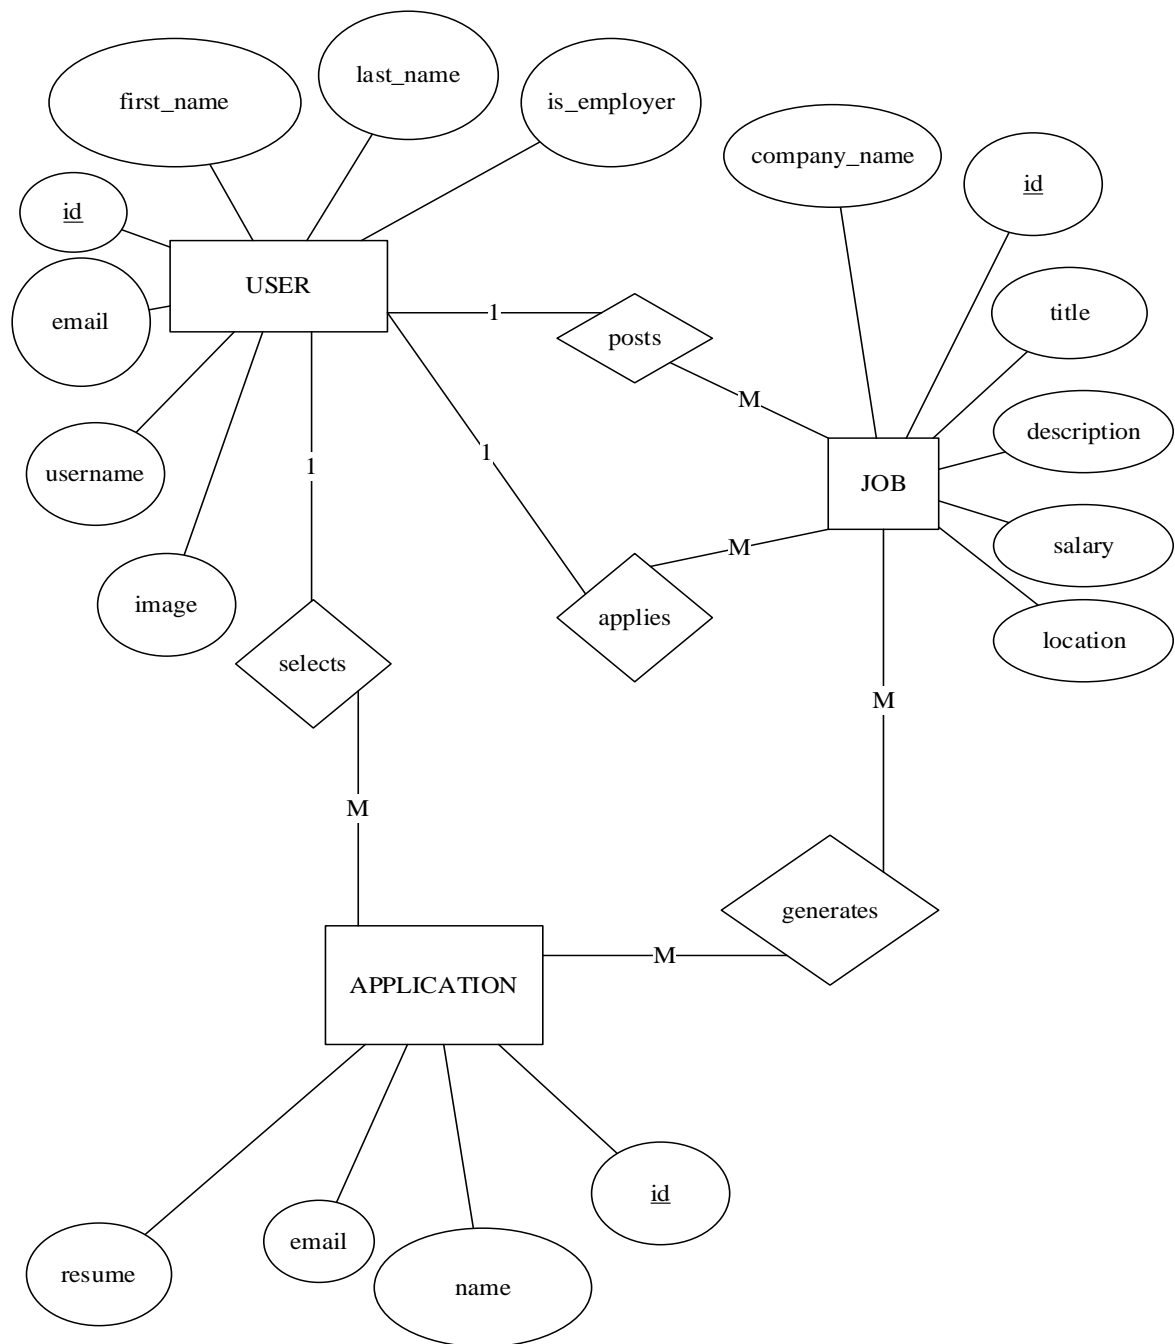 last_name
first_name
is_employer
company_name
id
id
USER
email
1
title
posts
M
description
username
1
1
JOB
M
salary
image
applies
location
selects
M
M
generates
M
APPLICATION
id
email
resume
name